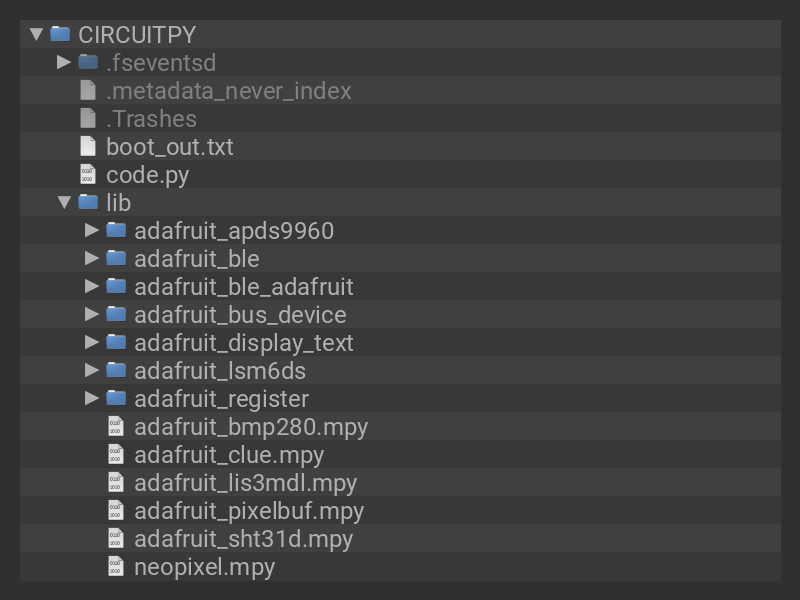 CIRCUITPY
.fseventsd
.metadata_never_index
.Trashes
boot_out.txt
code.py
lib
adafruit_apds9960
adafruit_ble
adafruit_ble_adafruit
adafruit_bus_device
adafruit_display_text
adafruit_lsm6ds
adafruit_register
adafruit_bmp280.mpy
adafruit_clue.mpy
adafruit_lis3mdl.mpy
adafruit_pixelbuf.mpy
adafruit_sht31d.mpy
neopixel.mpy